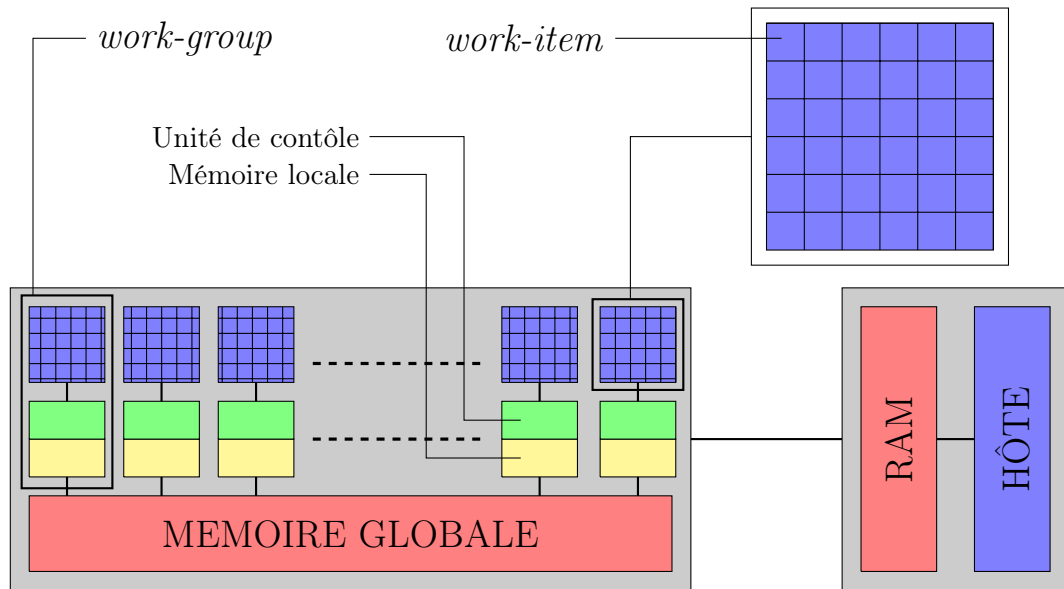 work-group
work-item
Unité de contôle
Mémoire locale
MEMOIRE GLOBALE
RAM
HÔTE